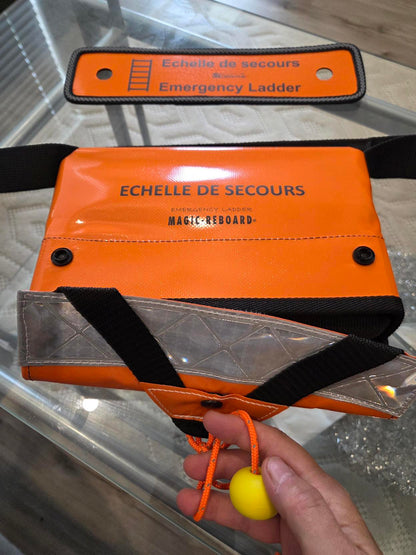 Echelle de secours
Emergency Ladder
ECHELLE DE SECOURS
EMERGENCY LADDER
MAGIC-REBOARD®